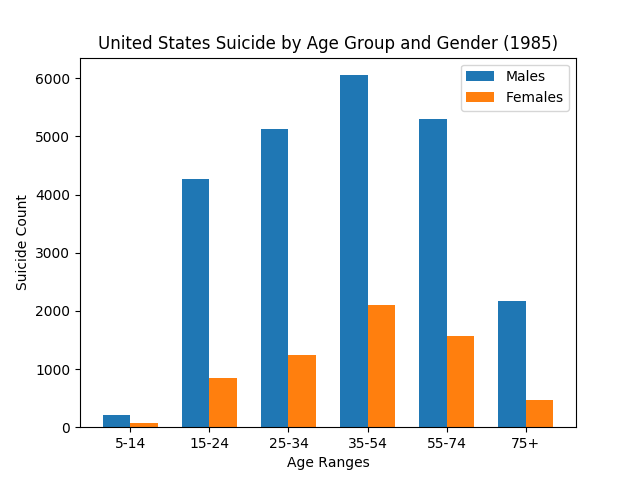 United States Suicide by Age Group and Gender (1985)
Males
Females
6000
5000
4000
3000
2000
1000
0
Suicide Count
5-14 15-24 25-34 35-54 55-74 75+
Age Ranges